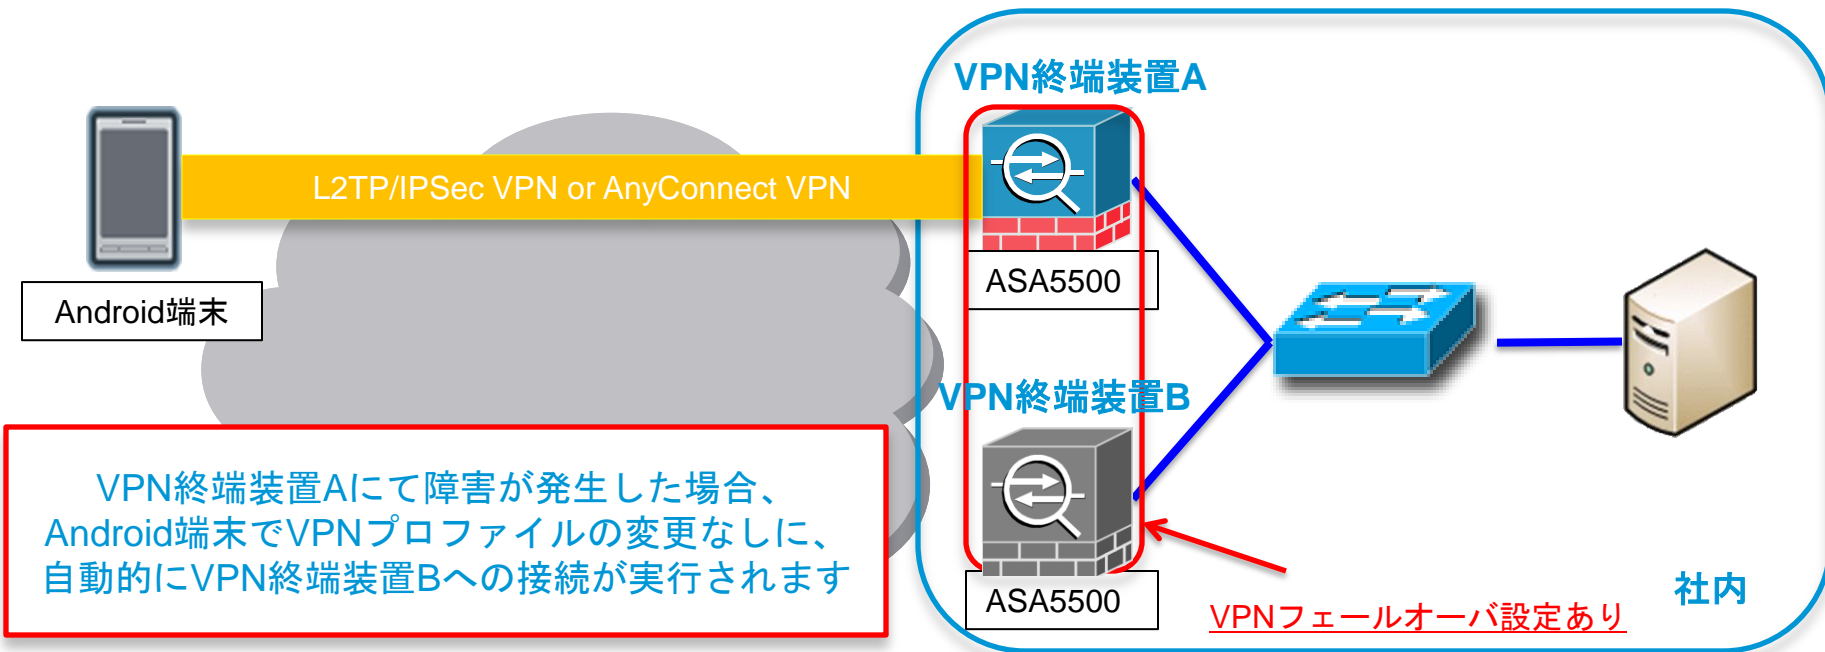 VPN終端装置A
L2TP/IPSec VPN or AnyConnect VPN
ASA5500
Android端末
VPN終端装置B
VPN終端装置Aにて障害が発生した場合、
Android端末でVPNプロファイルの変更なしに、
自動的にVPN終端装置Bへの接続が実行されます
ASA5500
VPNフェールオーバ設定あり
社内